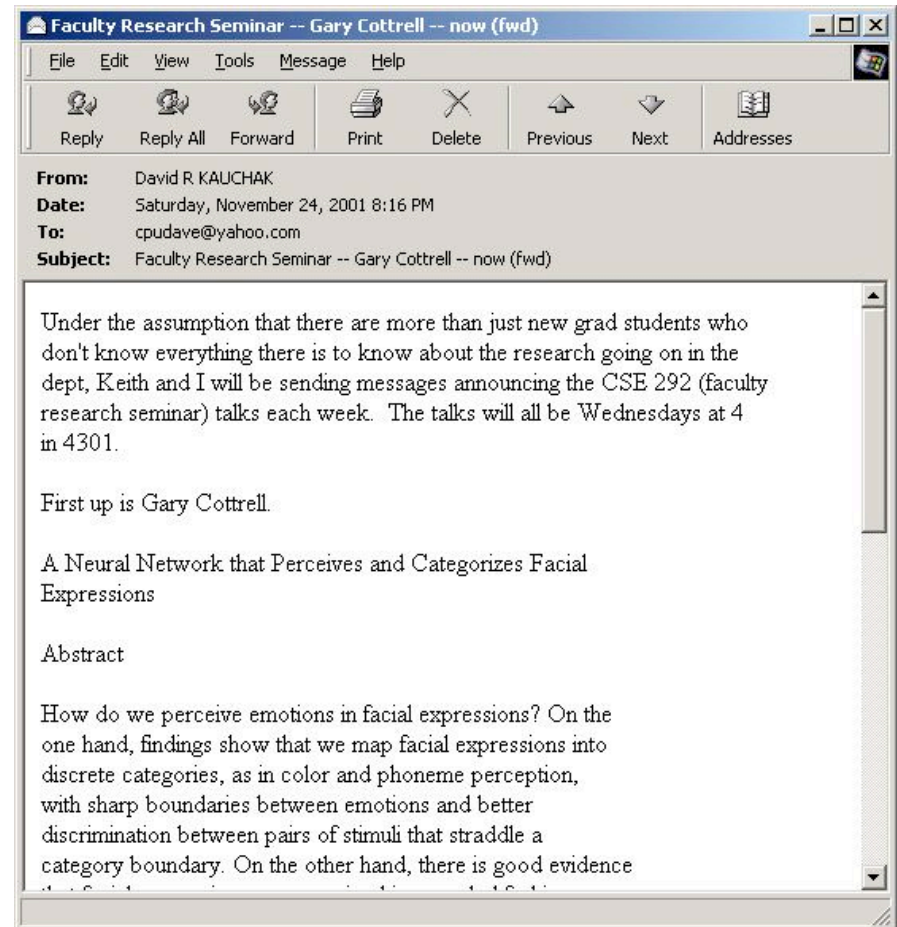 Faculty Research Seminar -- Gary Cottrell -- now (fwd)
File Edit View Tools Message Help
Reply Reply All Forward Print Delete Previous Next Addresses
From: David R KAUCHAK
Date: Saturday, November 24, 2001 8:16 PM
To: cpudave@yahoo.com
Subject: Faculty Research Seminar -- Gary Cottrell -- now (fwd)
Under the assumption that there are more than just new grad students who
don't know everything there is to know about the research going on in the
dept, Keith and I will be sending messages announcing the CSE 292 (faculty
research seminar) talks each week. The talks will all be Wednesdays at 4
in 4301.
First up is Gary Cottrell.
A Neural Network that Perceives and Categorizes Facial
Expressions
Abstract
How do we perceive emotions in facial expressions? On the
one hand, findings show that we map facial expressions into
discrete categories, as in color and phoneme perception,
with sharp boundaries between emotions and better
discrimination between pairs of stimuli that straddle a
category boundary. On the other hand, there is good evidence